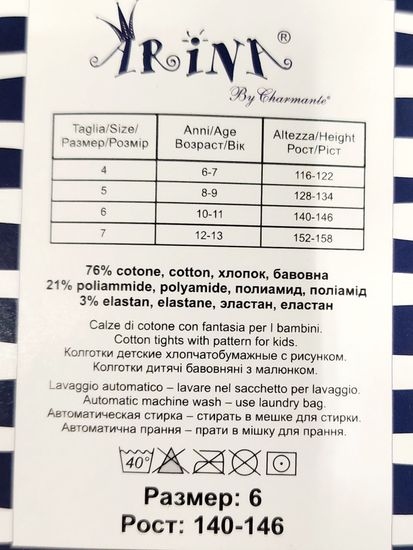 ARiNA®
By Charmante®
Taglia/Size/ Anni/Age Altezza/Height
Размер/Розмір Возраст/Вік Рост/Ріст
4 6-7 116-122
5 8-9 128-134
6 10-11 140-146
7 12-13 152-158
76% cotone, cotton, хлопок, бавовна
21% poliammide, polyamide, полиамид, поліамід
3% elastan, elastane, эластан, еластан
Calze di cotone con fantasia per I bambini.
Cotton tights with pattern for kids.
Колготки детские хлопчатобумажные с рисунком.
Колготки дитячі бавовняні з малюнком.
Lavaggio automatico – lavare nel sacchetto per lavaggio.
Automatic machine wash – use laundry bag.
Автоматическая стирка – стирать в мешке для стирки.
Автоматична прання – прати в мішку для прання.
40°
Размер: 6
Рост: 140-146